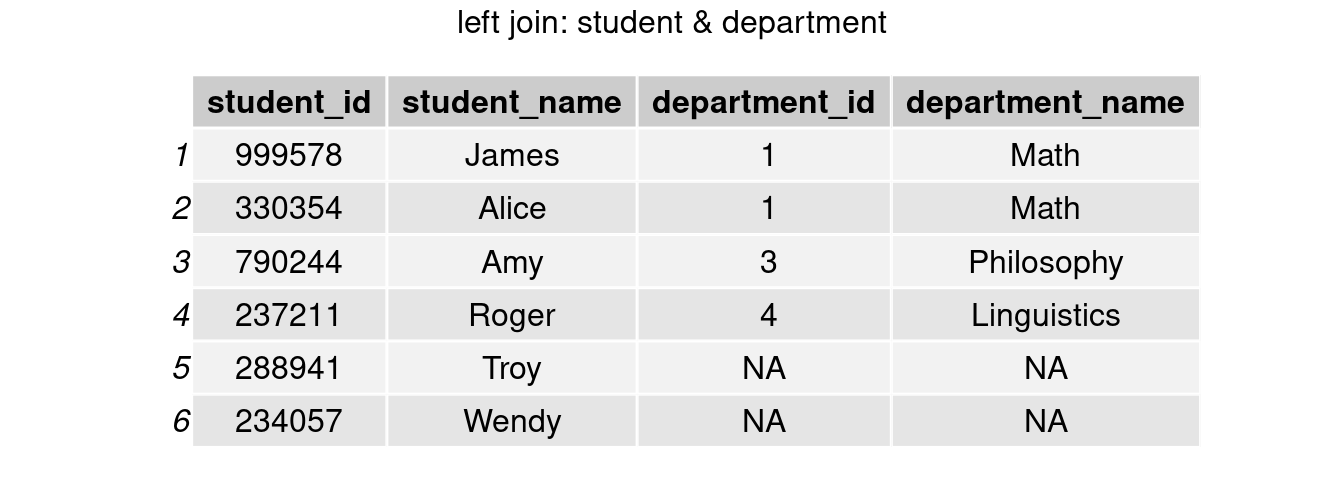 left join: student & department
student_id student_name department_id department_name
1 999578 James 1 Math
2 330354 Alice 1 Math
3 790244 Amy 3 Philosophy
4 237211 Roger 4 Linguistics
5 288941 Troy NA NA
6 234057 Wendy NA NA